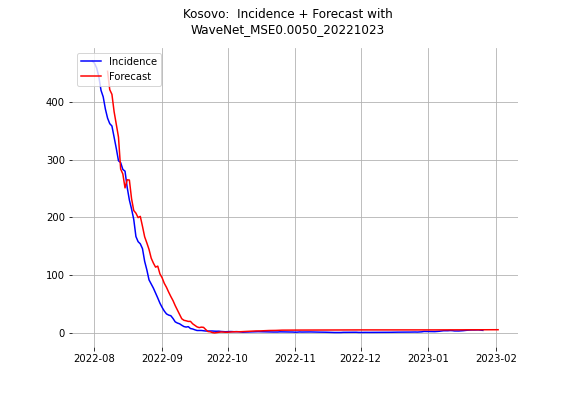 Kosovo:  Incidence + Forecast with
WaveNet_MSE0.0050_20221023
Incidence
Forecast
400
300
200
100
0
2022-08 2022-09 2022-10 2022-11 2022-12 2023-01 2023-02